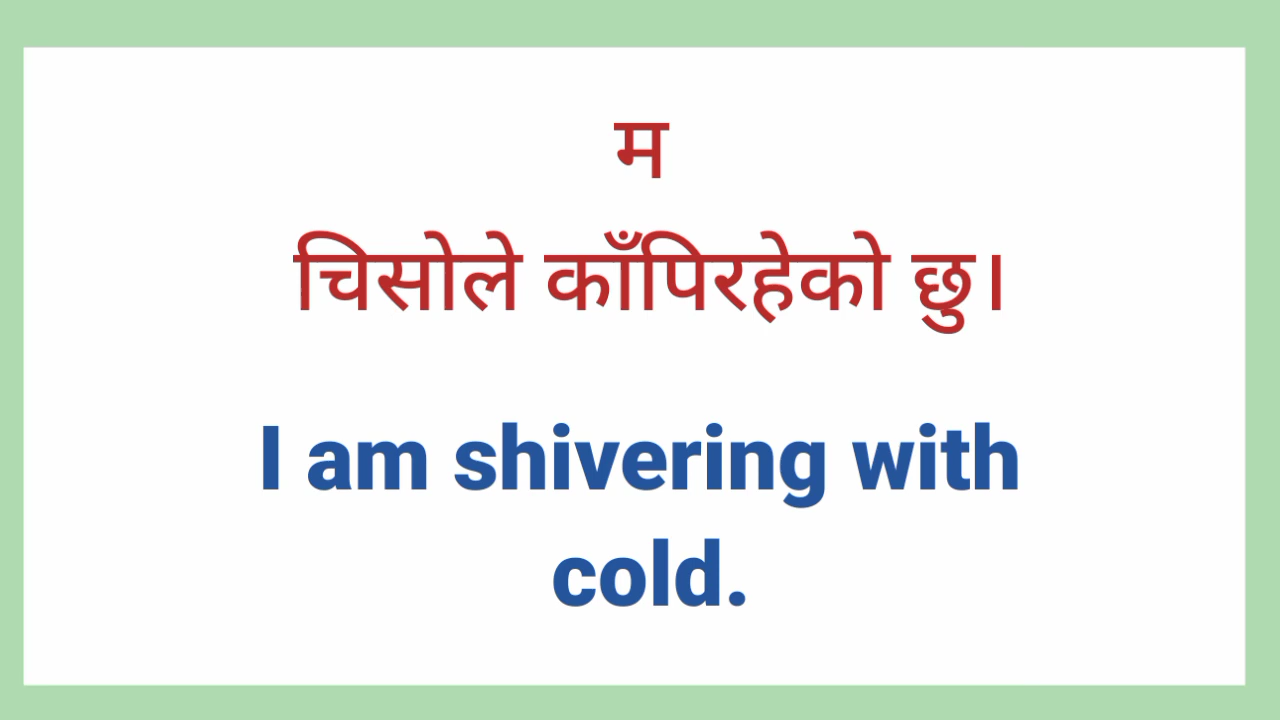 म
चिसोले काँपिरहेको छु।
I am shivering with
cold.